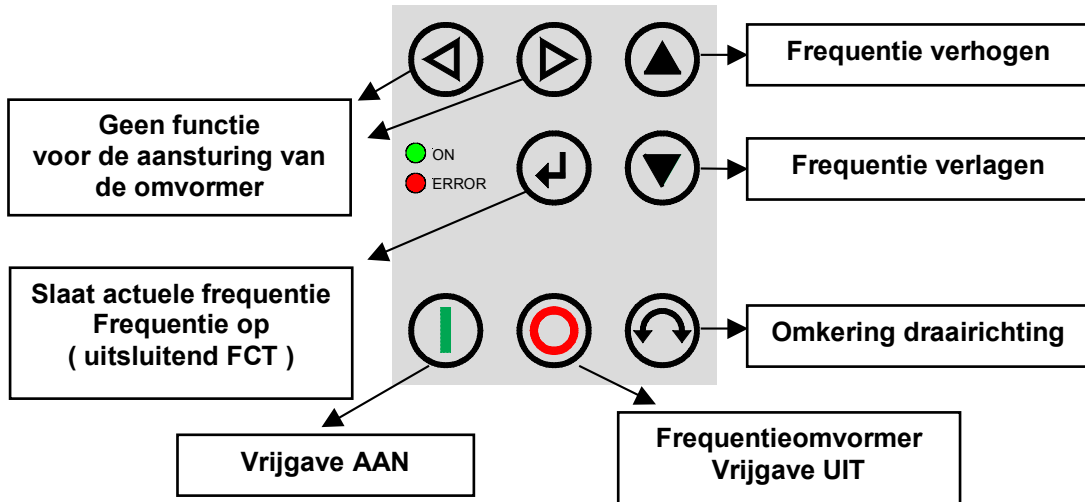 Frequentie verhogen
Geen functie
voor de aansturing van
de omvormer
ON
ERROR
Frequentie verlagen
Slaat actuele frequentie
Frequentie op
( uitsluitend FCT )
Omkering draairichting
Vrijgave AAN
Frequentieomvormer
Vrijgave UIT